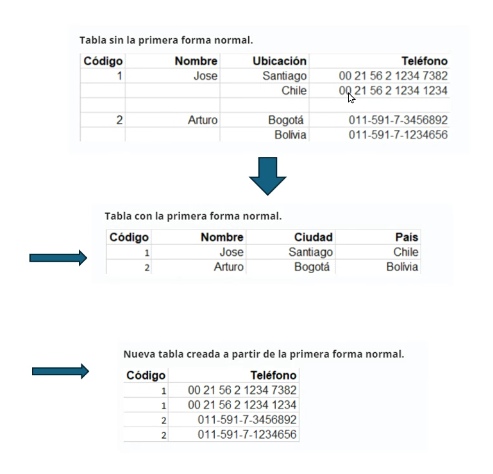 Tabla sin la primera forma normal.
Código Nombre Ubicación Teléfono
1 Jose Santiago 00 21 56 2 1234 7382
Chile 00 21 56 2 1234 1234
2 Arturo Bogotá 011-591-7-3456892
Bolivia 011-591-7-1234656
Tabla con la primera forma normal.
Código Nombre Ciudad País
1 Jose Santiago Chile
2 Arturo Bogotá Bolivia
Nueva tabla creada a partir de la primera forma normal.
Código Teléfono
1 00 21 56 2 1234 7382
1 00 21 56 2 1234 1234
2 011-591-7-3456892
2 011-591-7-1234656